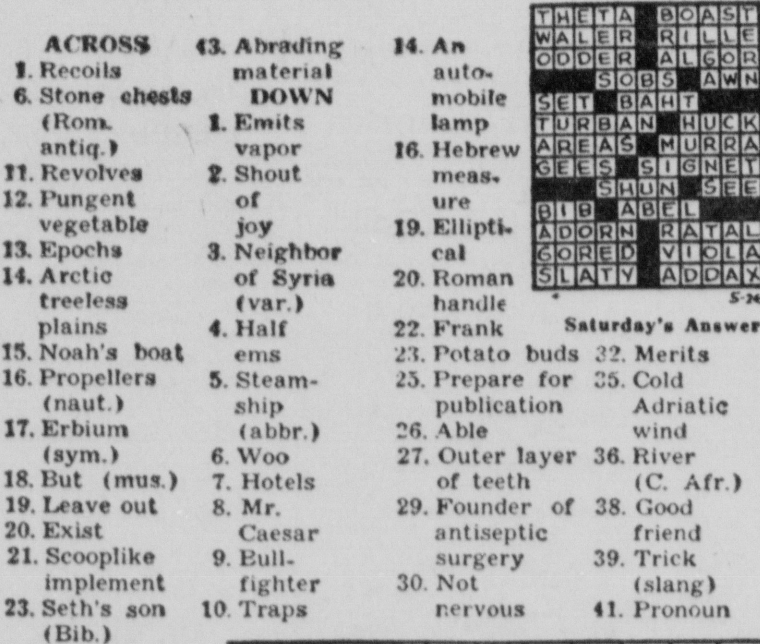 ACROSS
1. Recoils
6. Stone chests
(Rom.
antiq.)
11. Revolves
12. Pungent
vegetable
13. Epochs
14. Arctic
treeless
plains
15. Noah's boat
16. Propellers
(naut.)
17. Erbium
(sym.)
18. But (mus.)
19. Leave out
20. Exist
21. Scooplike
implement
23. Seth's son
(Bib.)
43. Abrading
material
DOWN
1. Emits
vapor
2. Shout
of
joy
3. Neighbor
of Syria
(var.)
4. Half
ems
5. Steam-
ship
(abbr.)
6. Woo
7. Hotels
8. Mr.
Caesar
9. Bull-
fighter
10. Traps
14. An
auto-
mobile
lamp
16. Hebrew
meas-
ure
19. Ellipti-
cal
20. Roman
handle
22. Frank
23. Potato buds
25. Prepare for
publication
26. Able
27. Outer layer
of teeth
29. Founder of
antiseptic
surgery
30. Not
nervous
THETA BOAST
WALER RILLE
ODDER ALGOR
SOBS AWN
SET BAHT
TURBAN HUCK
AREAS MURRA
GEES SIGNET
SHUN SEE
BIB ABEL
ADORN RATAL
GORED VIOLA
SLATY ADDAX
5-24
Saturday's Answer
32. Merits
35. Cold
Adriatic
wind
36. River
(C. Afr.)
38. Good
friend
39. Trick
(slang)
41. Pronoun